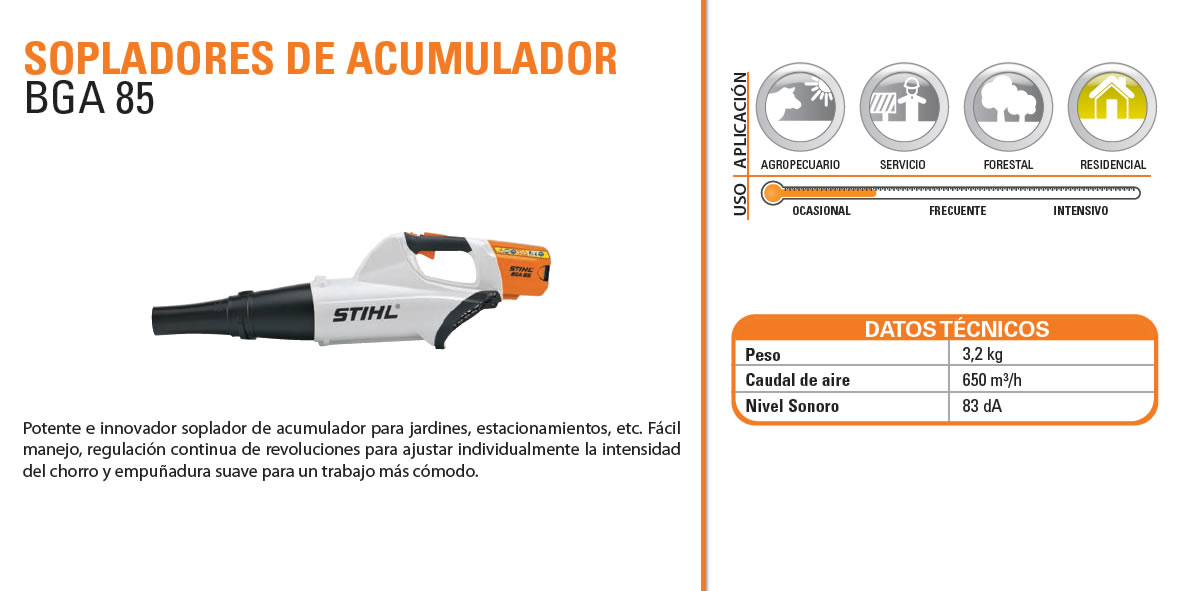 SOPLADORES DE ACUMULADOR
BGA 85
STIHL®
STIHL
BGA 85
Potente e innovador soplador de acumulador para jardines, estacionamientos, etc. Fácil
manejo, regulación continua de revoluciones para ajustar individualmente la intensidad
del chorro y empuñadura suave para un trabajo más cómodo.
APLICACIÓN
AGROPECUARIO SERVICIO FORESTAL RESIDENCIAL
USO
OCASIONAL FRECUENTE INTENSIVO
DATOS TÉCNICOS
Peso 3,2 kg
Caudal de aire 650 m³/h
Nivel Sonoro 83 dA